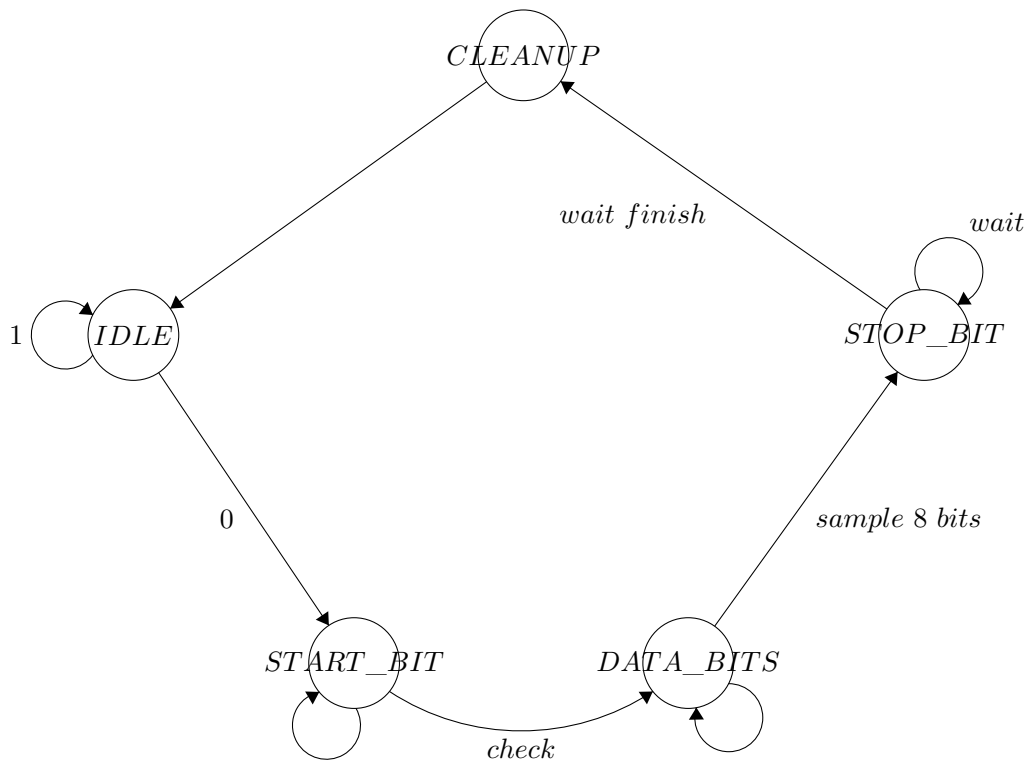 CLEANUP
wait finish
wait
1
IDLE
STOP_BIT
0
sample 8 bits
START_BIT
DATA_BITS
check